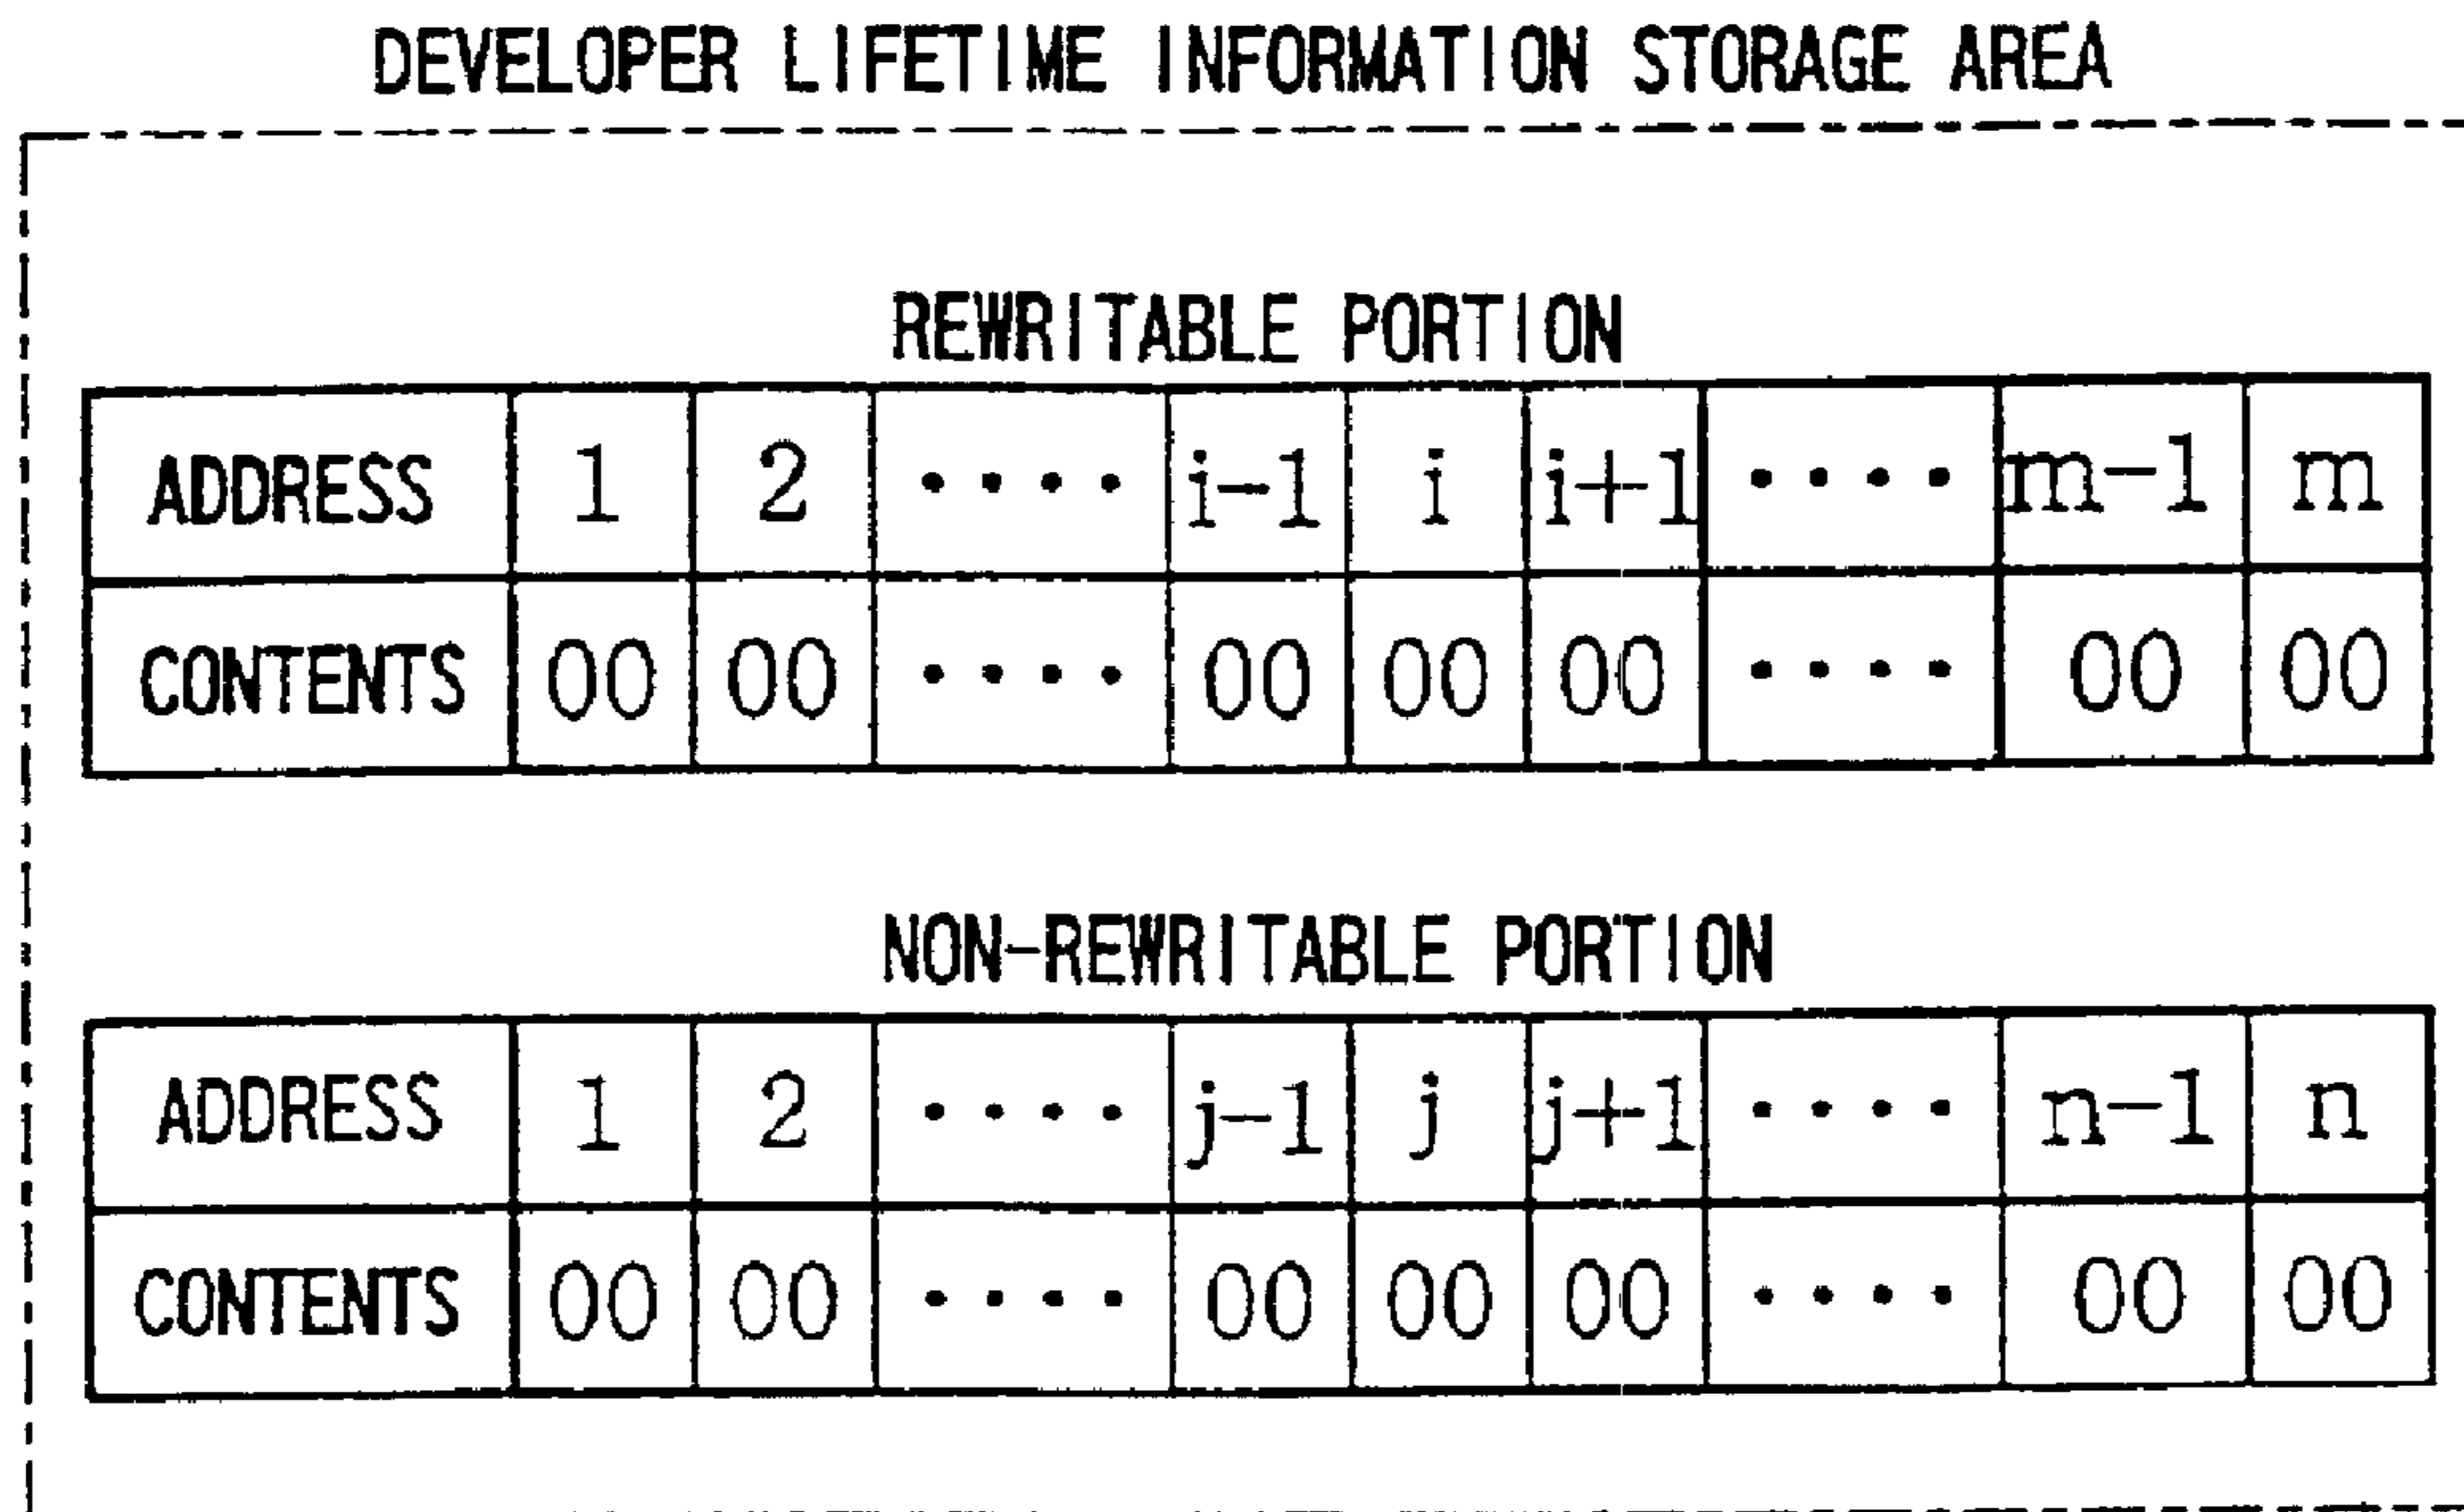 DEVELOPER LIFETIME INFORMATION STORAGE AREA
REWRITABLE PORTION
ADDRESS 1 2 ···· i-1 i i+1 ···· m-1 m
CONTENTS 00 00 ···· 00 00 00 ···· 00 00
NON-REWRITABLE PORTION
ADDRESS 1 2 ···· j-1 j j+1 ···· n-1 n
CONTENTS 00 00 ···· 00 00 00 ···· 00 00